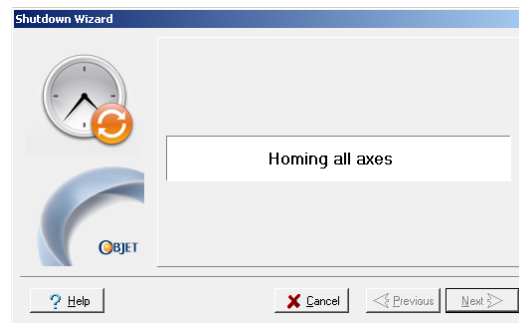 Shutdown Wizard
Homing all axes
OBJET
? Help
Cancel
Previous
Next